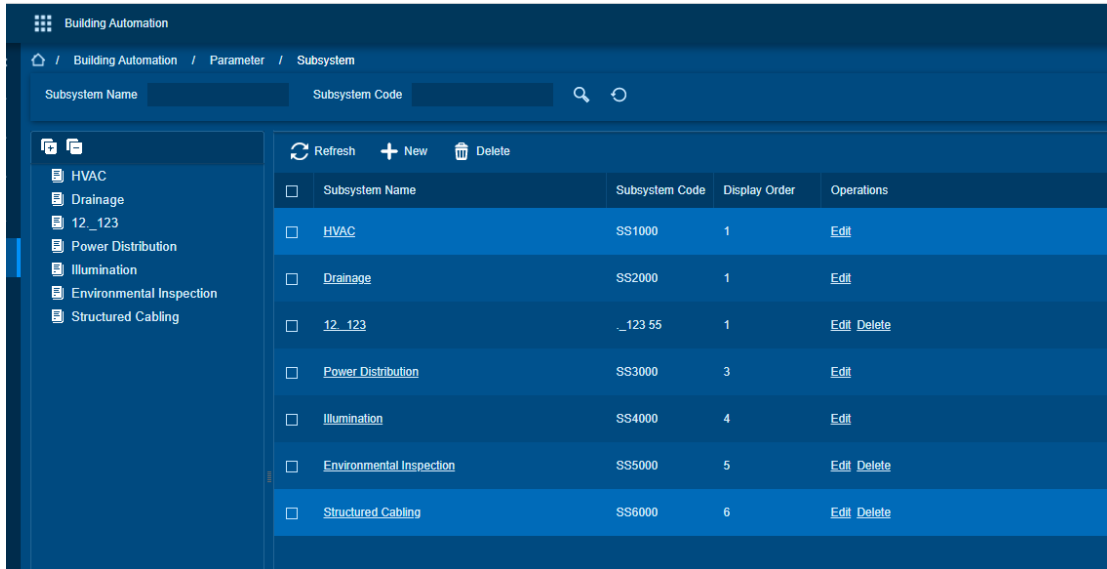 Building Automation
/ Building Automation / Parameter / Subsystem
Subsystem Name Subsystem Code
HVAC
Drainage
12._123
Power Distribution
Illumination
Environmental Inspection
Structured Cabling
Refresh New Delete
Subsystem Name Subsystem Code Display Order Operations
HVAC SS1000 1 Edit
Drainage SS2000 1 Edit
12._123 ._123 55 1 Edit Delete
Power Distribution SS3000 3 Edit
Illumination SS4000 4 Edit
Environmental Inspection SS5000 5 Edit Delete
Structured Cabling SS6000 6 Edit Delete